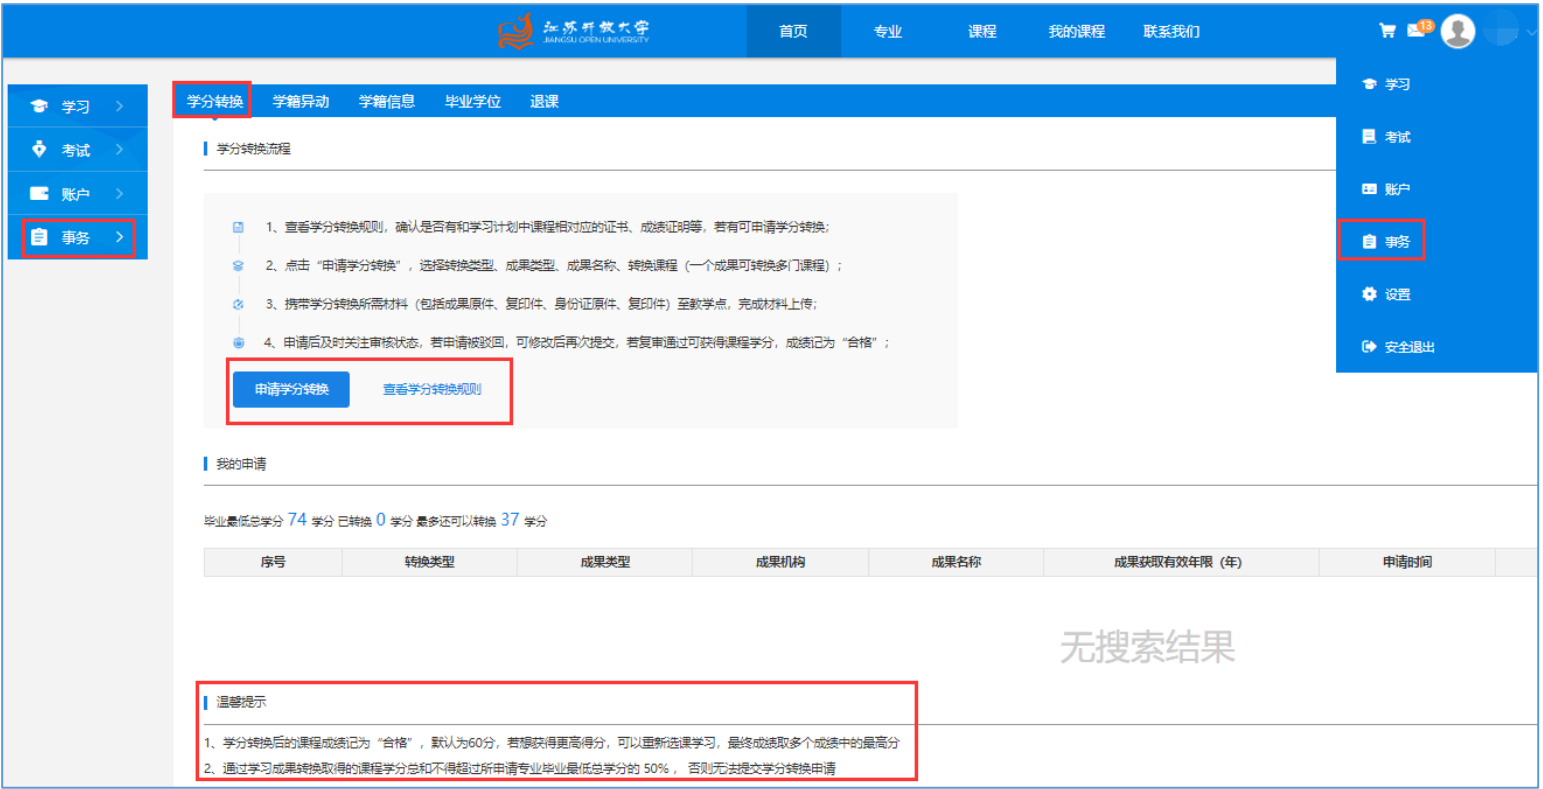 江苏开放大学
JIANGSU OPEN UNIVERSITY
首页 专业 课程 我的课程 联系我们
13
学习
考试
账户
事务
学分转换 学籍异动 学籍信息 毕业学位 退课
学习
考试
账户
事务
设置
安全退出
学分转换流程
1、查看学分转换规则，确认是否有和学习计划中课程相对应的证书、成绩证明等，若有可申请学分转换；
2、点击“申请学分转换”，选择转换类型、成果类型、成果名称、转换课程（一个成果可转换多门课程）；
3、携带学分转换所需材料（包括成果原件、复印件、身份证原件、复印件）至教学点，完成材料上传；
4、申请后及时关注审核状态，若申请被驳回，可修改后再次提交，若复审通过可获得课程学分，成绩记为“合格”；
申请学分转换 查看学分转换规则
我的申请
毕业最低总学分 74 学分 已转换 0 学分 最多还可以转换 37 学分
序号 转换类型 成果类型 成果机构 成果名称 成果获取有效年限（年） 申请时间
无搜索结果
温馨提示
1、学分转换后的课程成绩记为“合格”，默认为60分，若想获得更高得分，可以重新选课学习，最终成绩取多个成绩中的最高分
2、通过学习成果转换取得的课程学分总和不得超过所申请专业毕业最低总学分的 50% ，否则无法提交学分转换申请